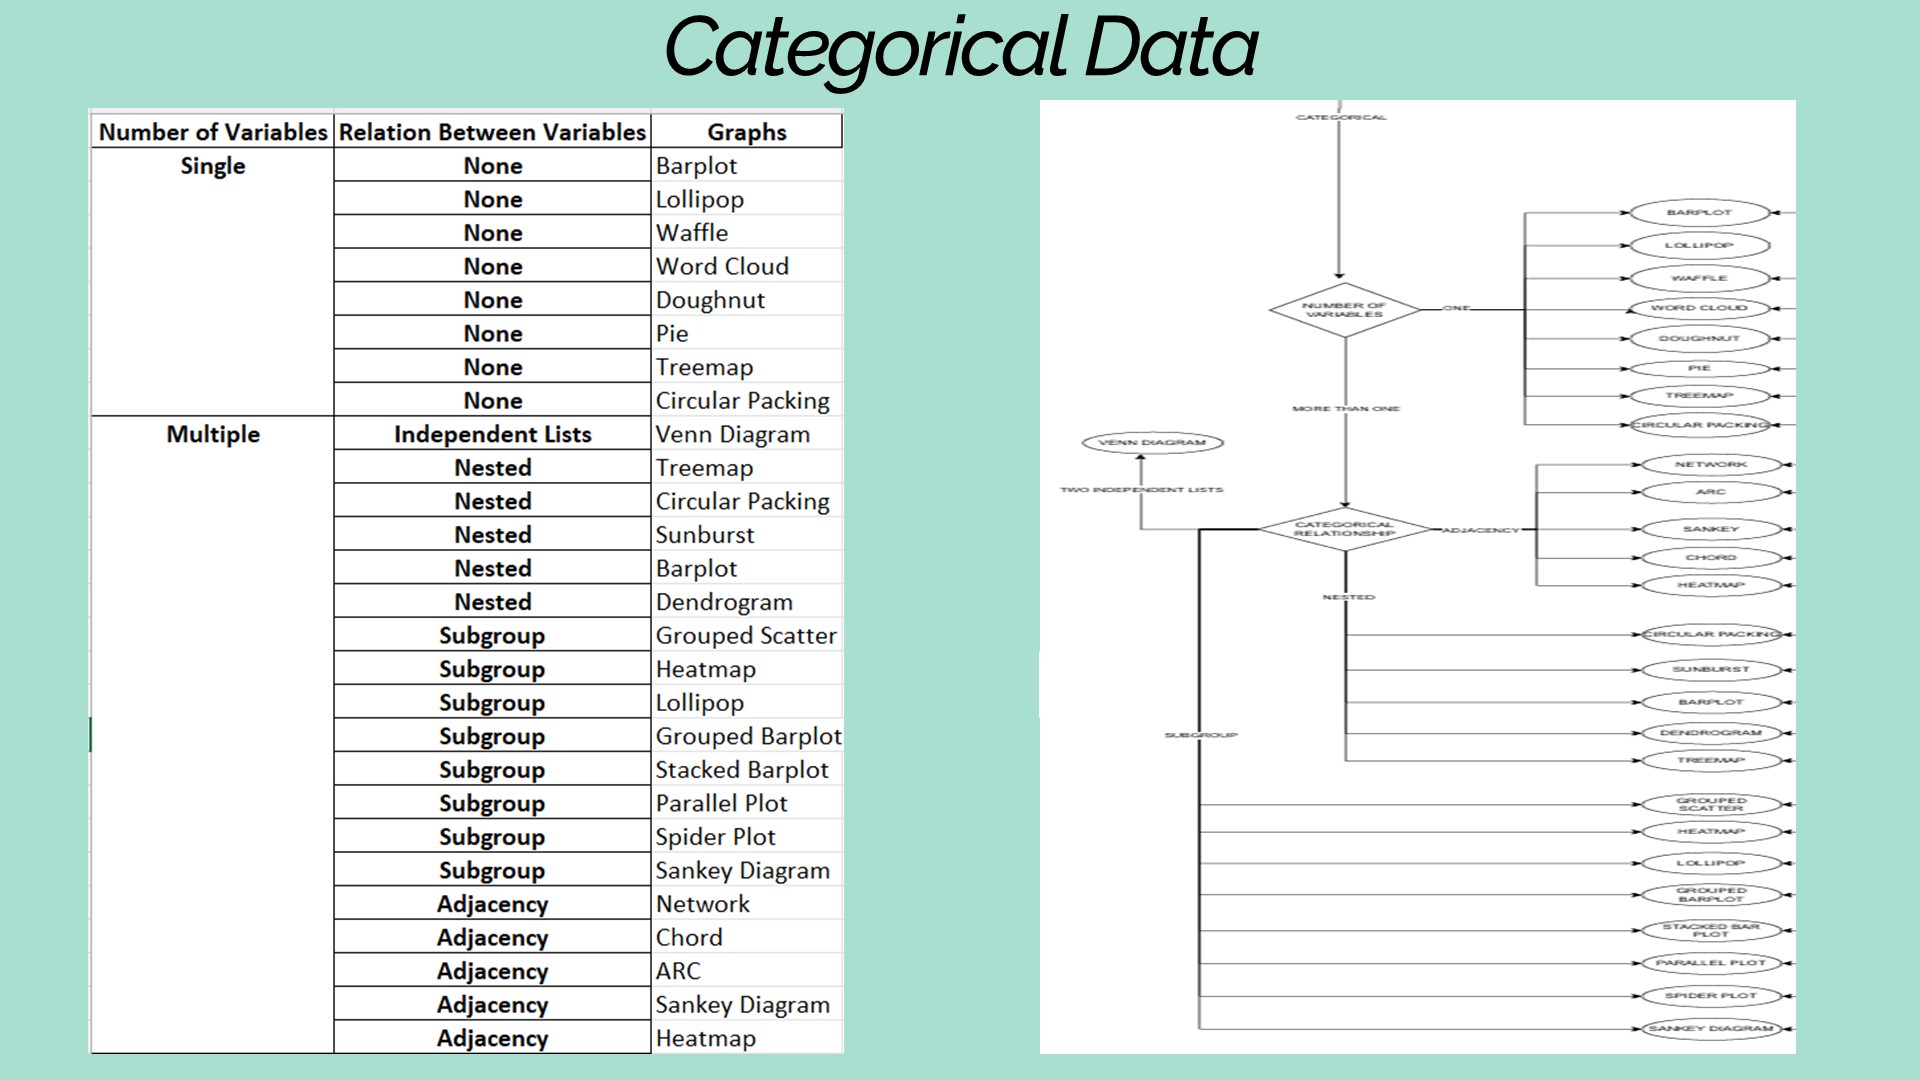 Categorical Data
Number of Variables Relation Between Variables Graphs
Single None Barplot
None Lollipop
None Waffle
None Word Cloud
None Doughnut
None Pie
None Treemap
None Circular Packing
Multiple Independent Lists Venn Diagram
Nested Treemap
Nested Circular Packing
Nested Sunburst
Nested Barplot
Nested Dendrogram
Subgroup Grouped Scatter
Subgroup Heatmap
Subgroup Lollipop
Subgroup Grouped Barplot
Subgroup Stacked Barplot
Subgroup Parallel Plot
Subgroup Spider Plot
Subgroup Sankey Diagram
Adjacency Network
Adjacency Chord
Adjacency ARC
Adjacency Sankey Diagram
Adjacency Heatmap
CATEGORICAL
NUMBER OF
VARIABLES
ONE
BARPLOT
LOLLIPOP
WAFFLE
WORD CLOUD
DOUGHNUT
PIE
TREEMAP
CIRCULAR PACKING
MORE THAN ONE
VENN DIAGRAM
TWO INDEPENDENT LISTS
CATEGORICAL
RELATIONSHIP
ADJACENCY
NETWORK
ARC
SANKEY
CHORD
HEATMAP
NESTED
CIRCULAR PACKING
SUNBURST
BARPLOT
DENDROGRAM
TREEMAP
SUBGROUP
GROUPED
SCATTER
HEATMAP
LOLLIPOP
GROUPED
BARPLOT
STACKED BAR
PLOT
PARALLEL PLOT
SPIDER PLOT
SANKEY DIAGRAM